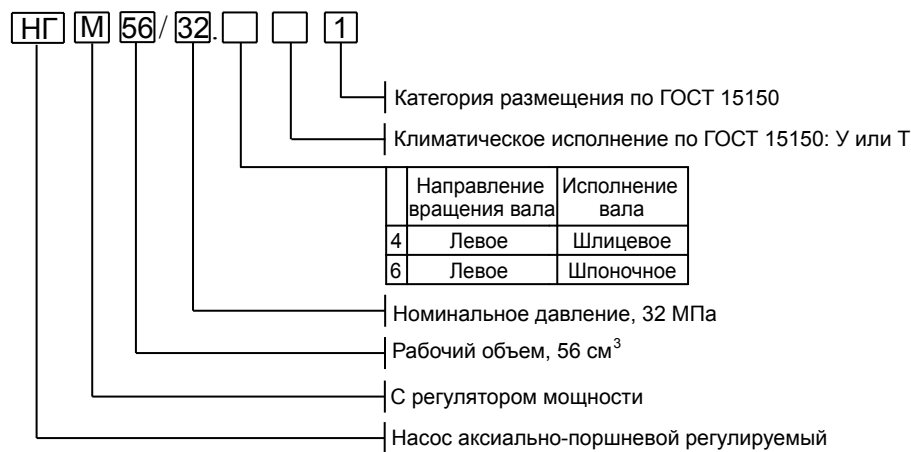 НГ М 56/32. 1
Категория размещения по ГОСТ 15150
Климатическое исполнение по ГОСТ 15150: У или Т
Направление вращения вала
Исполнение вала
4 Левое Шлицевое
6 Левое Шпоночное
Номинальное давление, 32 МПа
Рабочий объем, 56 см³
С регулятором мощности
Насос аксиально-поршневой регулируемый